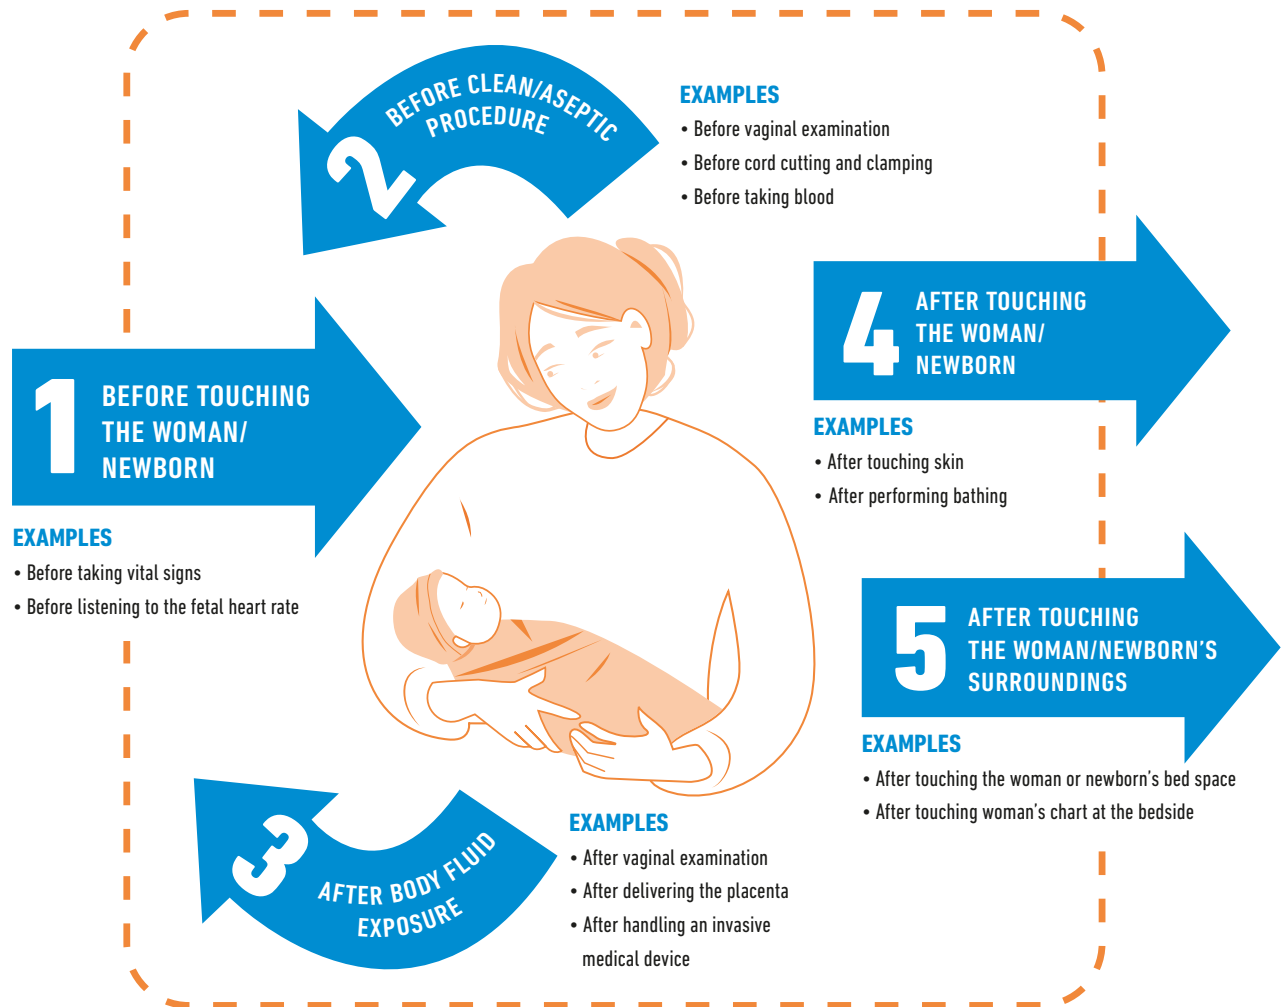 1
BEFORE TOUCHING
THE WOMAN/
NEWBORN
EXAMPLES
• Before taking vital signs
• Before listening to the fetal heart rate
2
BEFORE CLEAN/ASEPTIC
PROCEDURE
EXAMPLES
• Before vaginal examination
• Before cord cutting and clamping
• Before taking blood
3
AFTER BODY FLUID
EXPOSURE
EXAMPLES
• After vaginal examination
• After delivering the placenta
• After handling an invasive
medical device
4
AFTER TOUCHING
THE WOMAN/
NEWBORN
EXAMPLES
• After touching skin
• After performing bathing
5
AFTER TOUCHING
THE WOMAN/NEWBORN’S
SURROUNDINGS
EXAMPLES
• After touching the woman or newborn’s bed space
• After touching woman’s chart at the bedside